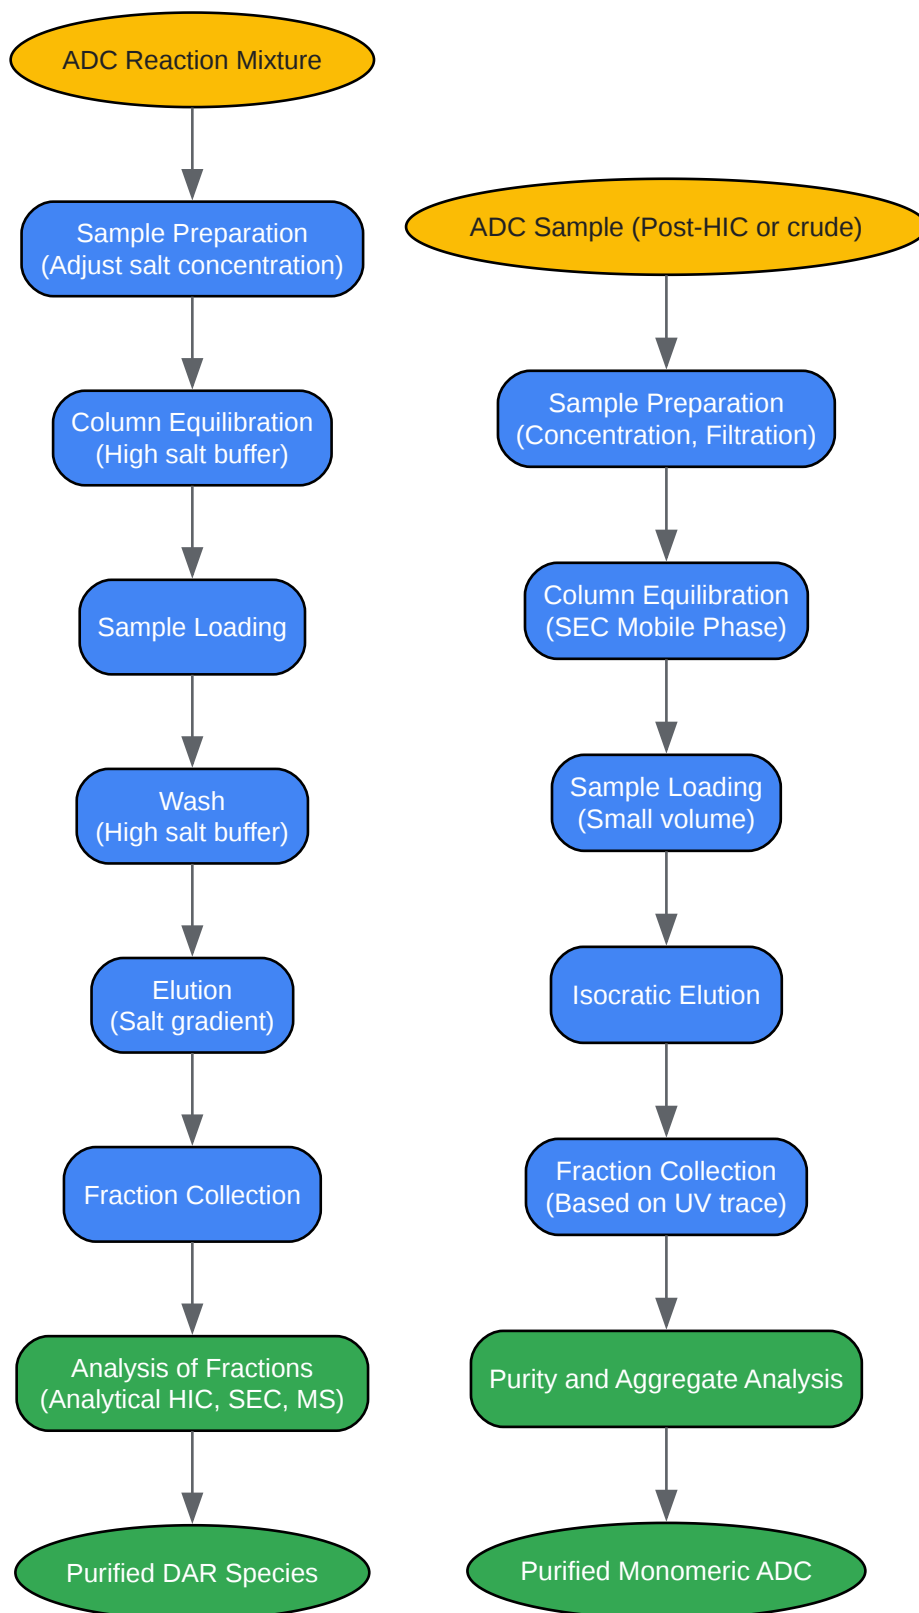 ADC Reaction Mixture
Sample Preparation
(Adjust salt concentration)
Column Equilibration
(High salt buffer)
Sample Loading
Wash
(High salt buffer)
Elution
(Salt gradient)
Fraction Collection
Analysis of Fractions
(Analytical HIC, SEC, MS)
Purified DAR Species
ADC Sample (Post-HIC or crude)
Sample Preparation
(Concentration, Filtration)
Column Equilibration
(SEC Mobile Phase)
Sample Loading
(Small volume)
Isocratic Elution
Fraction Collection
(Based on UV trace)
Purity and Aggregate Analysis
Purified Monomeric ADC